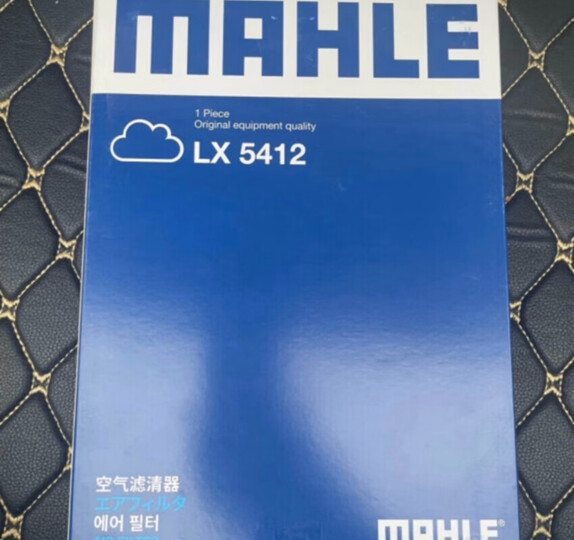 MAHLE
1 Piece
Original equipment quality
LX 5412
空气滤清器
エアフィルタ
에어 필터
MAHLE®